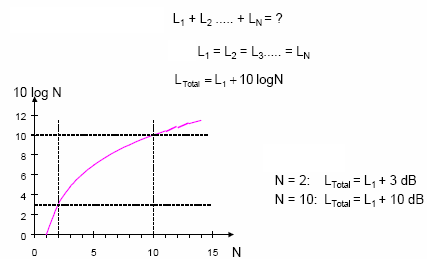 L₁ + L₂ ..... + L_N = ?
L₁ = L₂ = L₃..... = L_N
L_Total = L₁ + 10 logN
10 log N
12
10
8
6
4
2
0
0 5 10 15 N
N = 2: L_Total = L₁ + 3 dB
N = 10: L_Total = L₁ + 10 dB